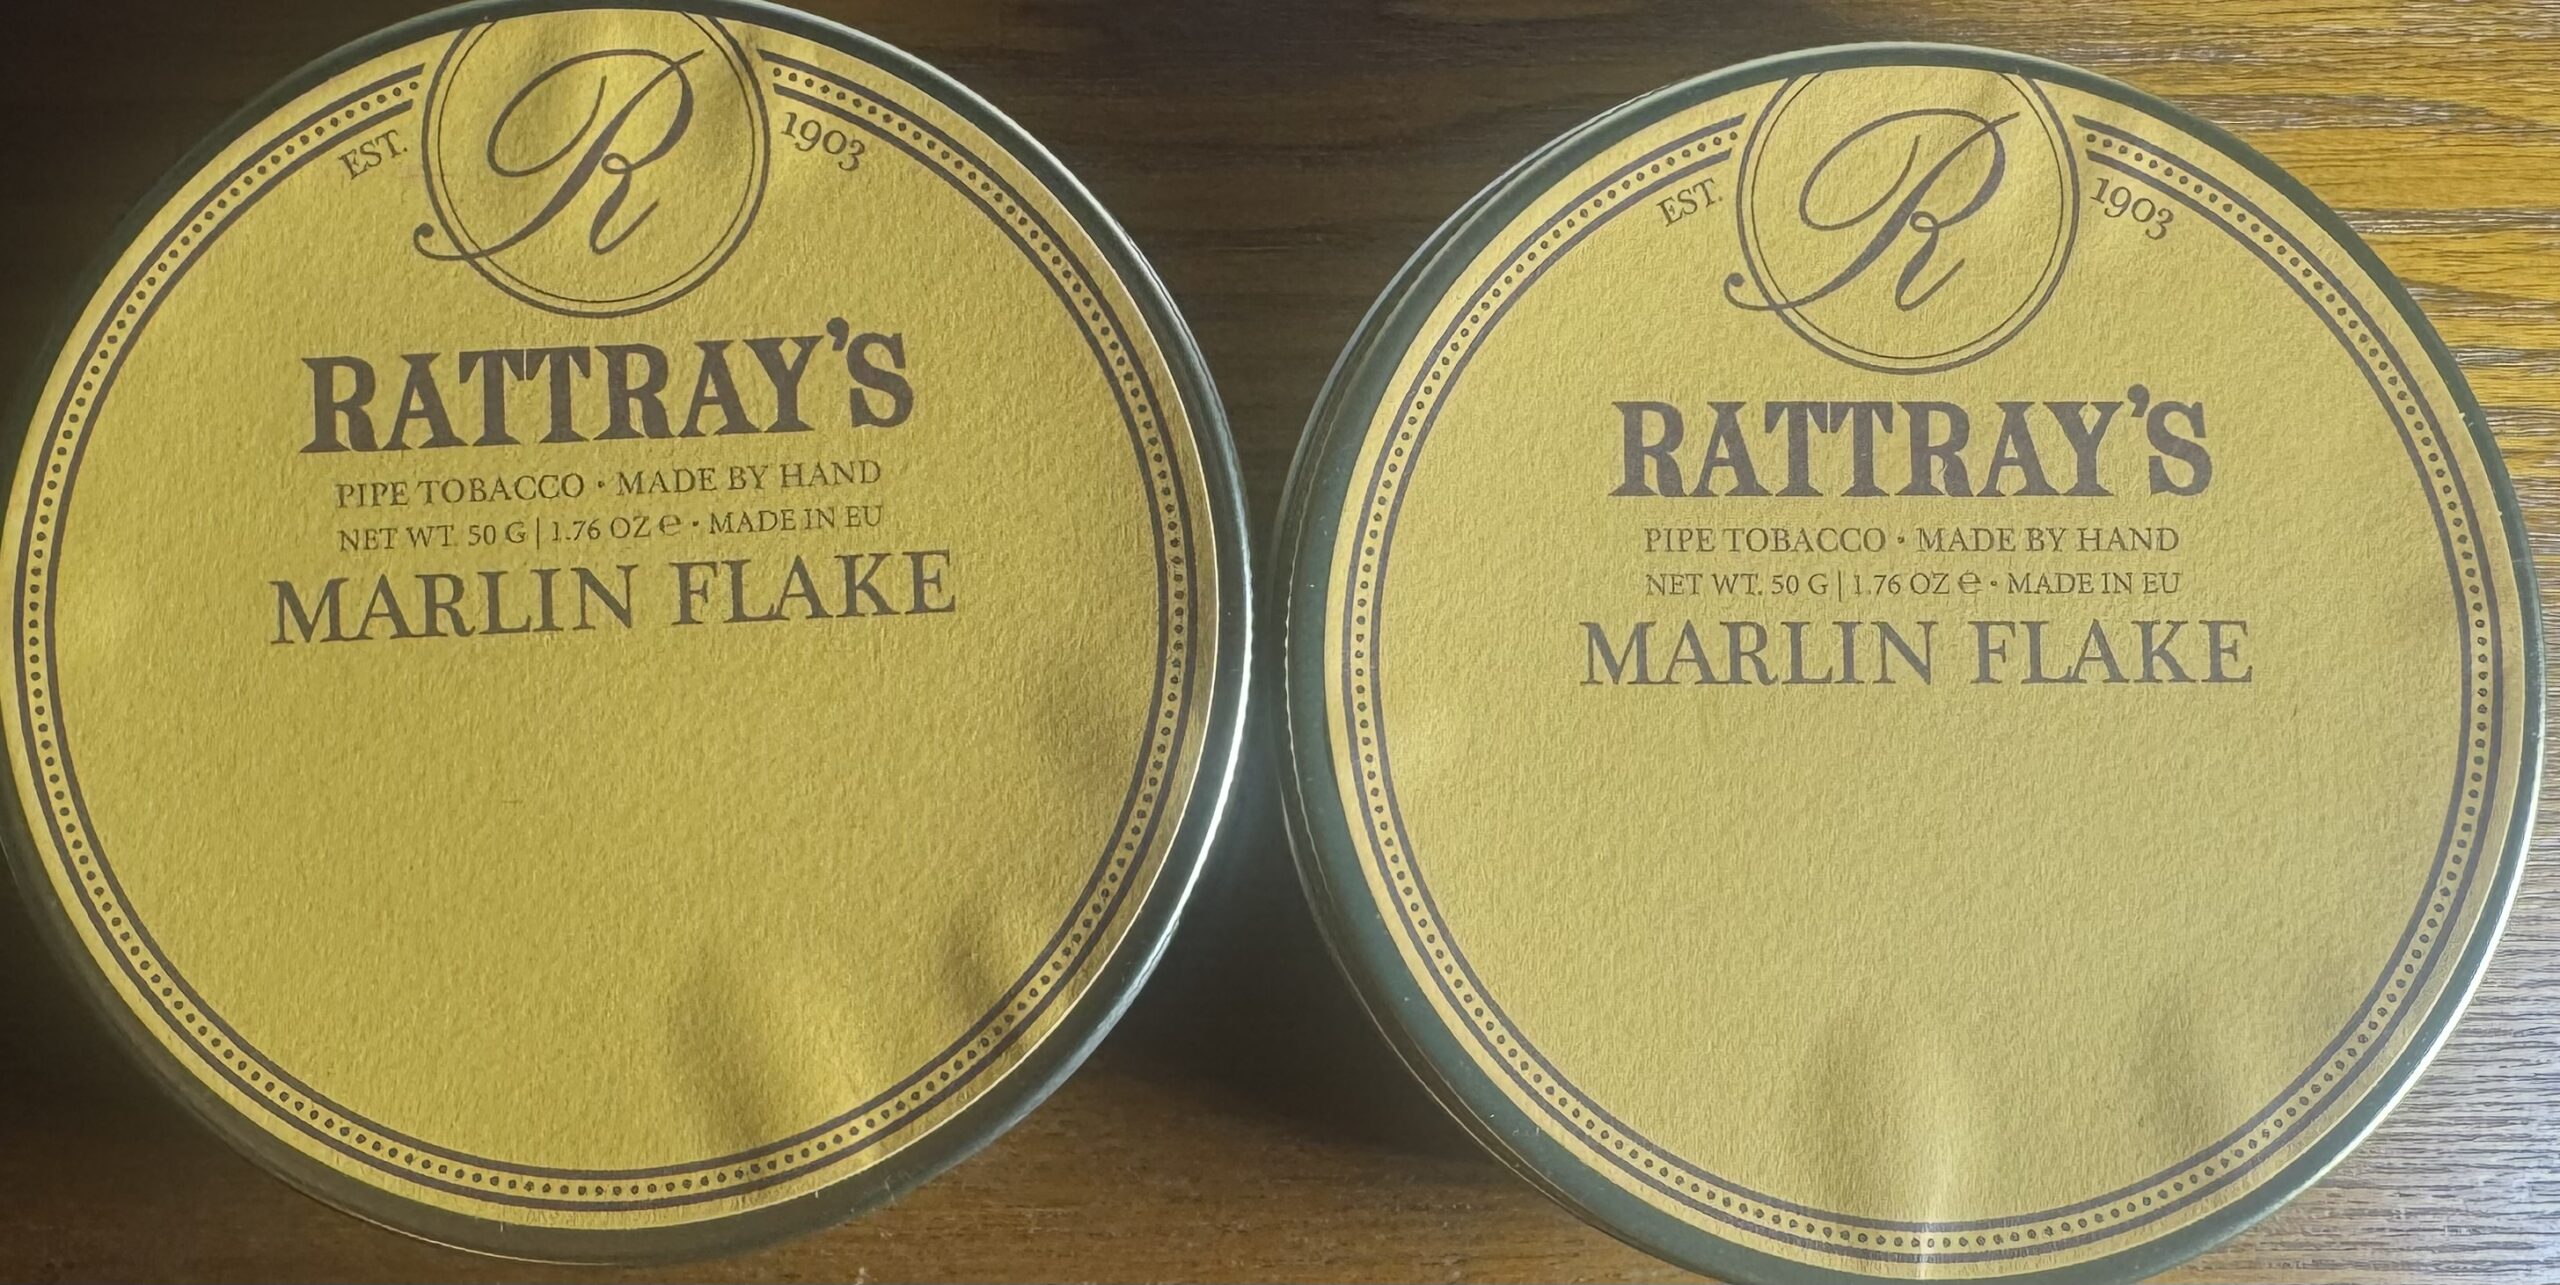 R
EST. 1903
RATTRAY'S
PIPE TOBACCO • MADE BY HAND
NET WT. 50 G | 1.76 OZ ℮ • MADE IN EU
MARLIN FLAKE
R
EST. 1903
RATTRAY'S
PIPE TOBACCO • MADE BY HAND
NET WT. 50 G | 1.76 OZ ℮ • MADE IN EU
MARLIN FLAKE